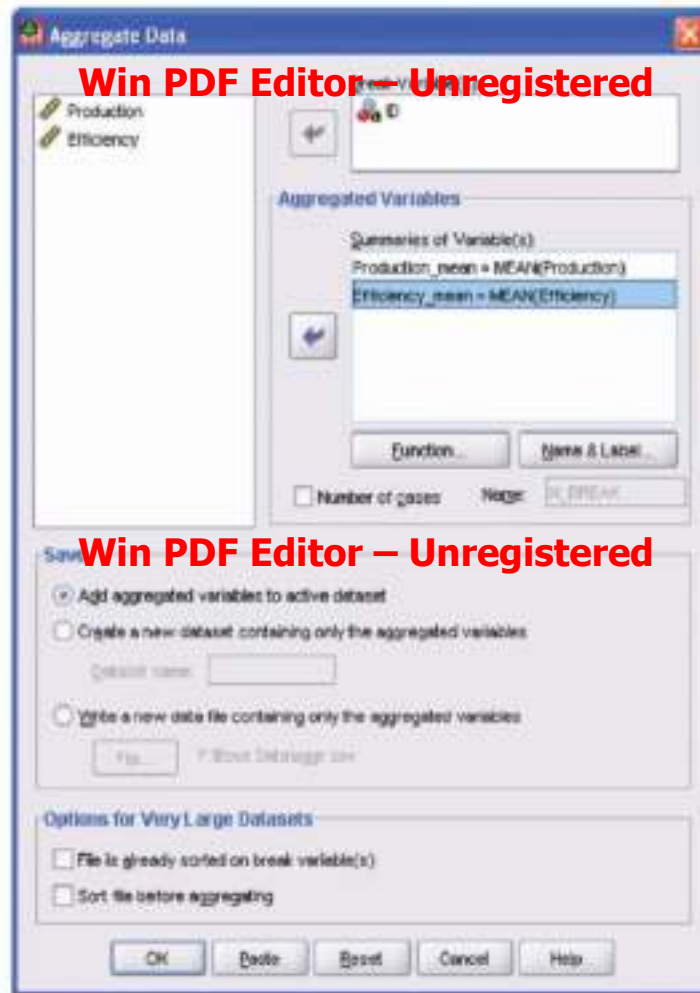 Aggregate Data
Win PDF Editor — Unregistered
Production
Efficiency
ID
Aggregated Variables
Summaries of Variable(s)
Production_mean = MEAN(Production)
Efficiency_mean = MEAN(Efficiency)
Function...
Name & Label...
Number of cases
Name:
N_BREAK
Win PDF Editor — Unregistered
Save
Add aggregated variables to active dataset
Create a new dataset containing only the aggregated variables
Dataset name:
Write a new data file containing only the aggregated variables
File...
Options for Very Large Datasets
File is already sorted on break variable(s)
Sort file before aggregating
OK
Paste
Reset
Cancel
Help